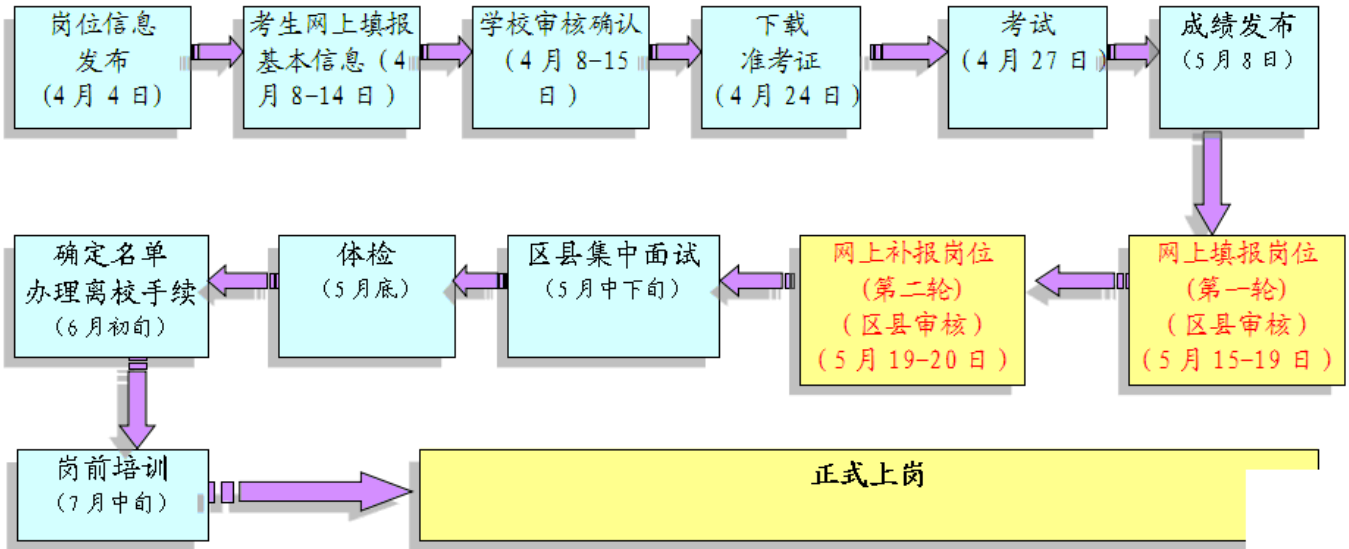 岗位信息
发布
(4月4日)
考生网上填报
基本信息(4
月8-14日)
学校审核确认
(4月8-15
日)
下载
准考证
(4月24日)
考试
(4月27日)
成绩发布
(5月8日)
网上填报岗位
(第一轮)
(区县审核)
(5月15-19日)
网上补报岗位
(第二轮)
(区县审核)
(5月19-20日)
区县集中面试
(5月中下旬)
体检
(5月底)
确定名单
办理离校手续
(6月初旬)
岗前培训
(7月中旬)
正式上岗